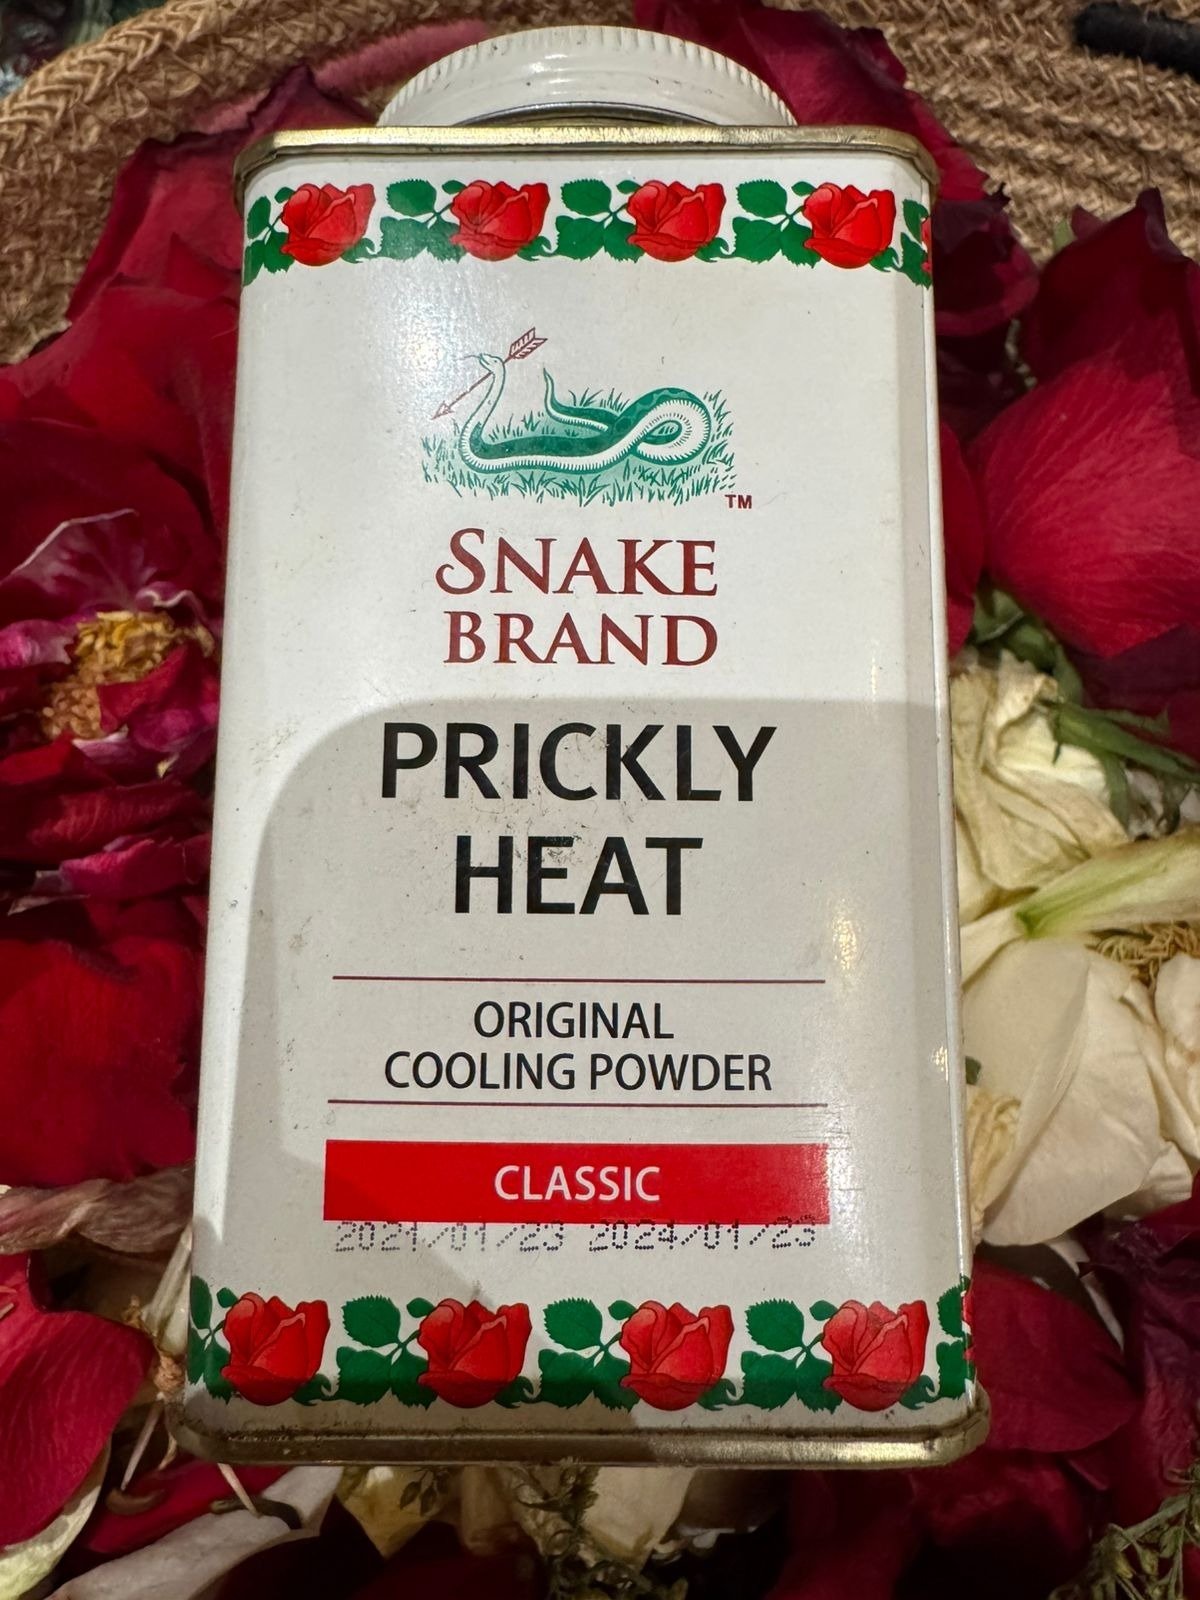 TM
SNAKE
BRAND
PRICKLY
HEAT
ORIGINAL
COOLING POWDER
CLASSIC
2021/01/23 2024/01/23